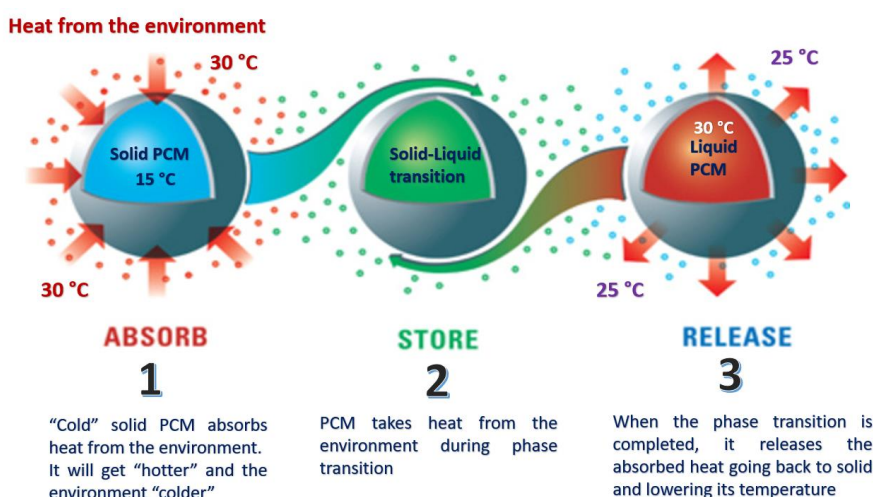 Heat from the environment
30 °C
25 °C
Solid PCM
15 °C
Solid-Liquid
transition
30 °C
Liquid
PCM
30 °C
25 °C
ABSORB
STORE
RELEASE
1
2
3
“Cold” solid PCM absorbs
heat from the environment.
It will get “hotter” and the
environment “colder”
PCM takes heat from the
environment during phase
transition
When the phase transition is
completed, it releases the
absorbed heat going back to solid
and lowering its temperature